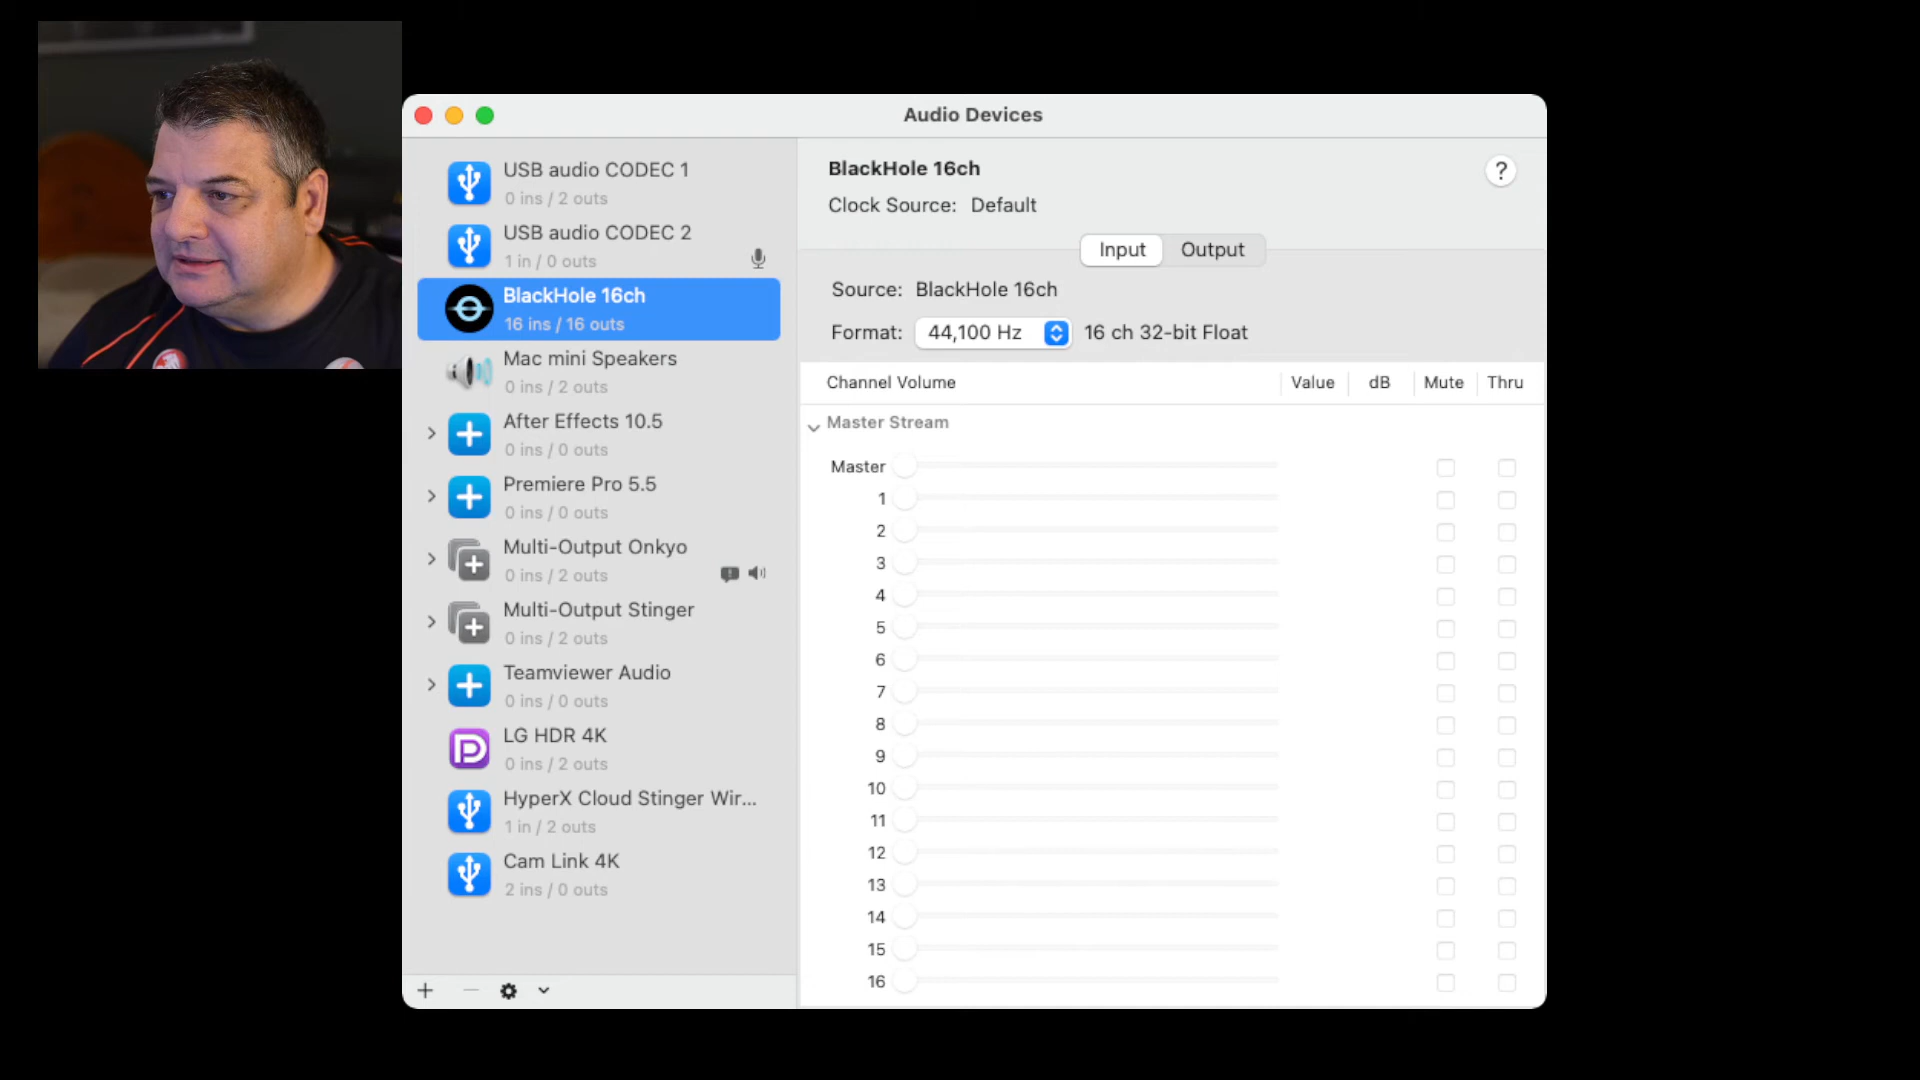 Audio Devices
USB audio CODEC 1
0 ins / 2 outs
USB audio CODEC 2
1 in / 0 outs
BlackHole 16ch
16 ins / 16 outs
Mac mini Speakers
0 ins / 2 outs
After Effects 10.5
0 ins / 0 outs
Premiere Pro 5.5
0 ins / 0 outs
Multi-Output Onkyo
0 ins / 2 outs
Multi-Output Stinger
0 ins / 2 outs
Teamviewer Audio
0 ins / 0 outs
LG HDR 4K
0 ins / 2 outs
HyperX Cloud Stinger Wir...
1 in / 2 outs
Cam Link 4K
2 ins / 0 outs
BlackHole 16ch
?
Clock Source: Default
Input Output
Source: BlackHole 16ch
Format: 44,100 Hz 16 ch 32-bit Float
Channel Volume Value dB Mute Thru
Master Stream
Master
1
2
3
4
5
6
7
8
9
10
11
12
13
14
15
16